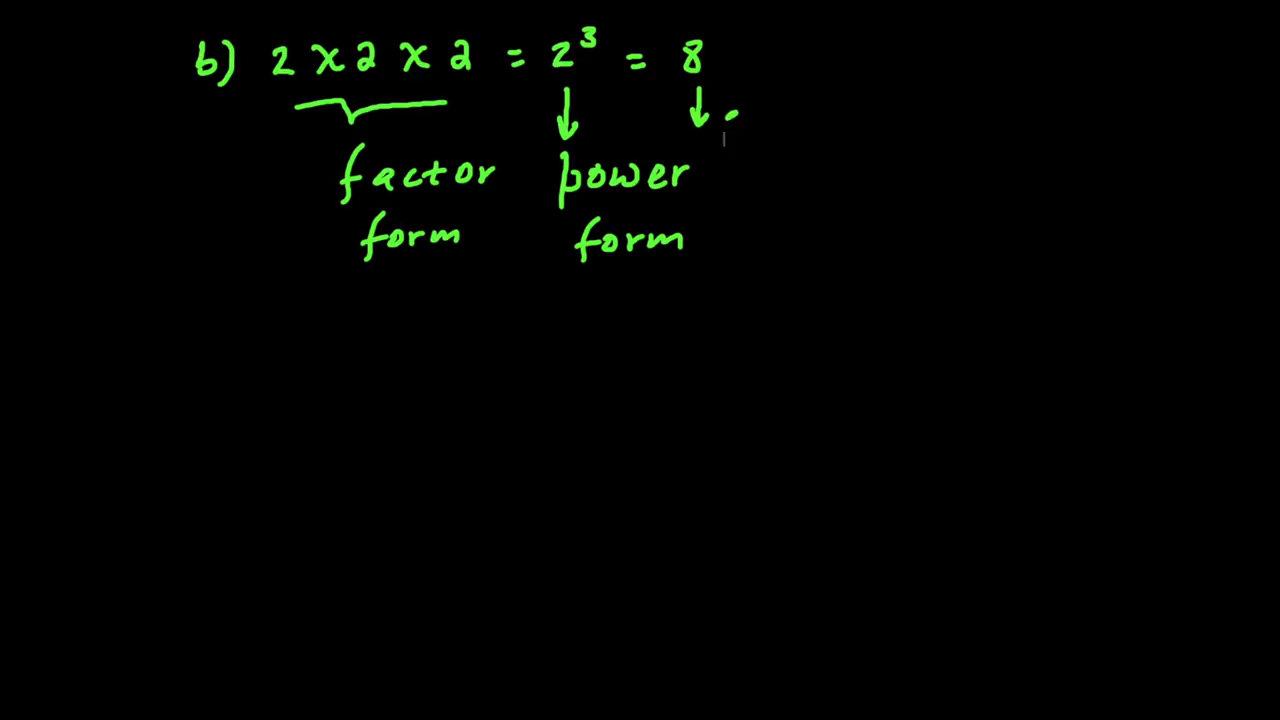 b) 2 x 2 x 2 = 2³ = 8
factor power
form form